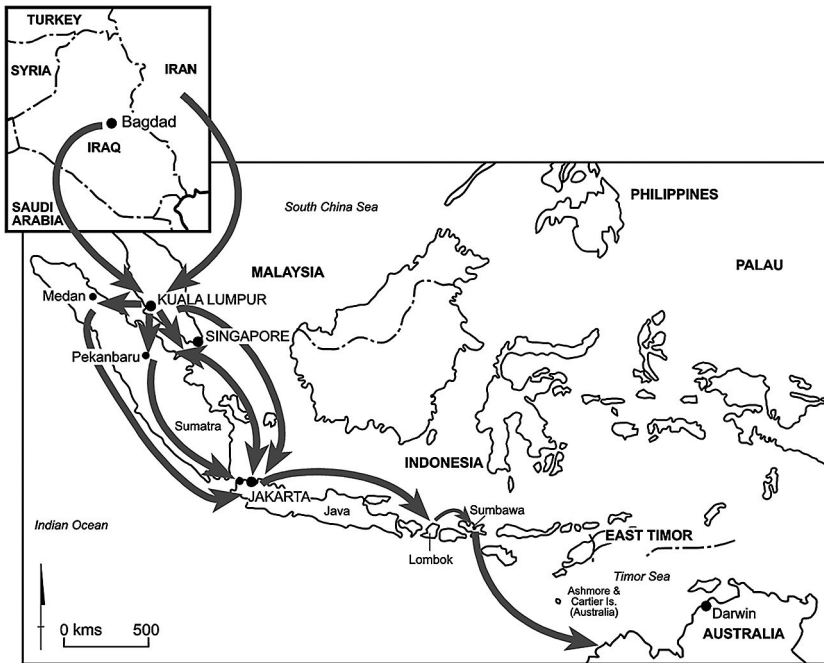 TURKEY
SYRIA
IRAN
Bagdad
IRAQ
SAUDI
ARABIA
South China Sea
PHILIPPINES
MALAYSIA
PALAU
Medan
KUALA LUMPUR
SINGAPORE
Pekanbaru
Sumatra
INDONESIA
JAKARTA
Java
Sumbawa
Indian Ocean
Lombok
EAST TIMOR
Timor Sea
Ashmore &
Cartier Is.
(Australia)
Darwin
AUSTRALIA
0 kms 500